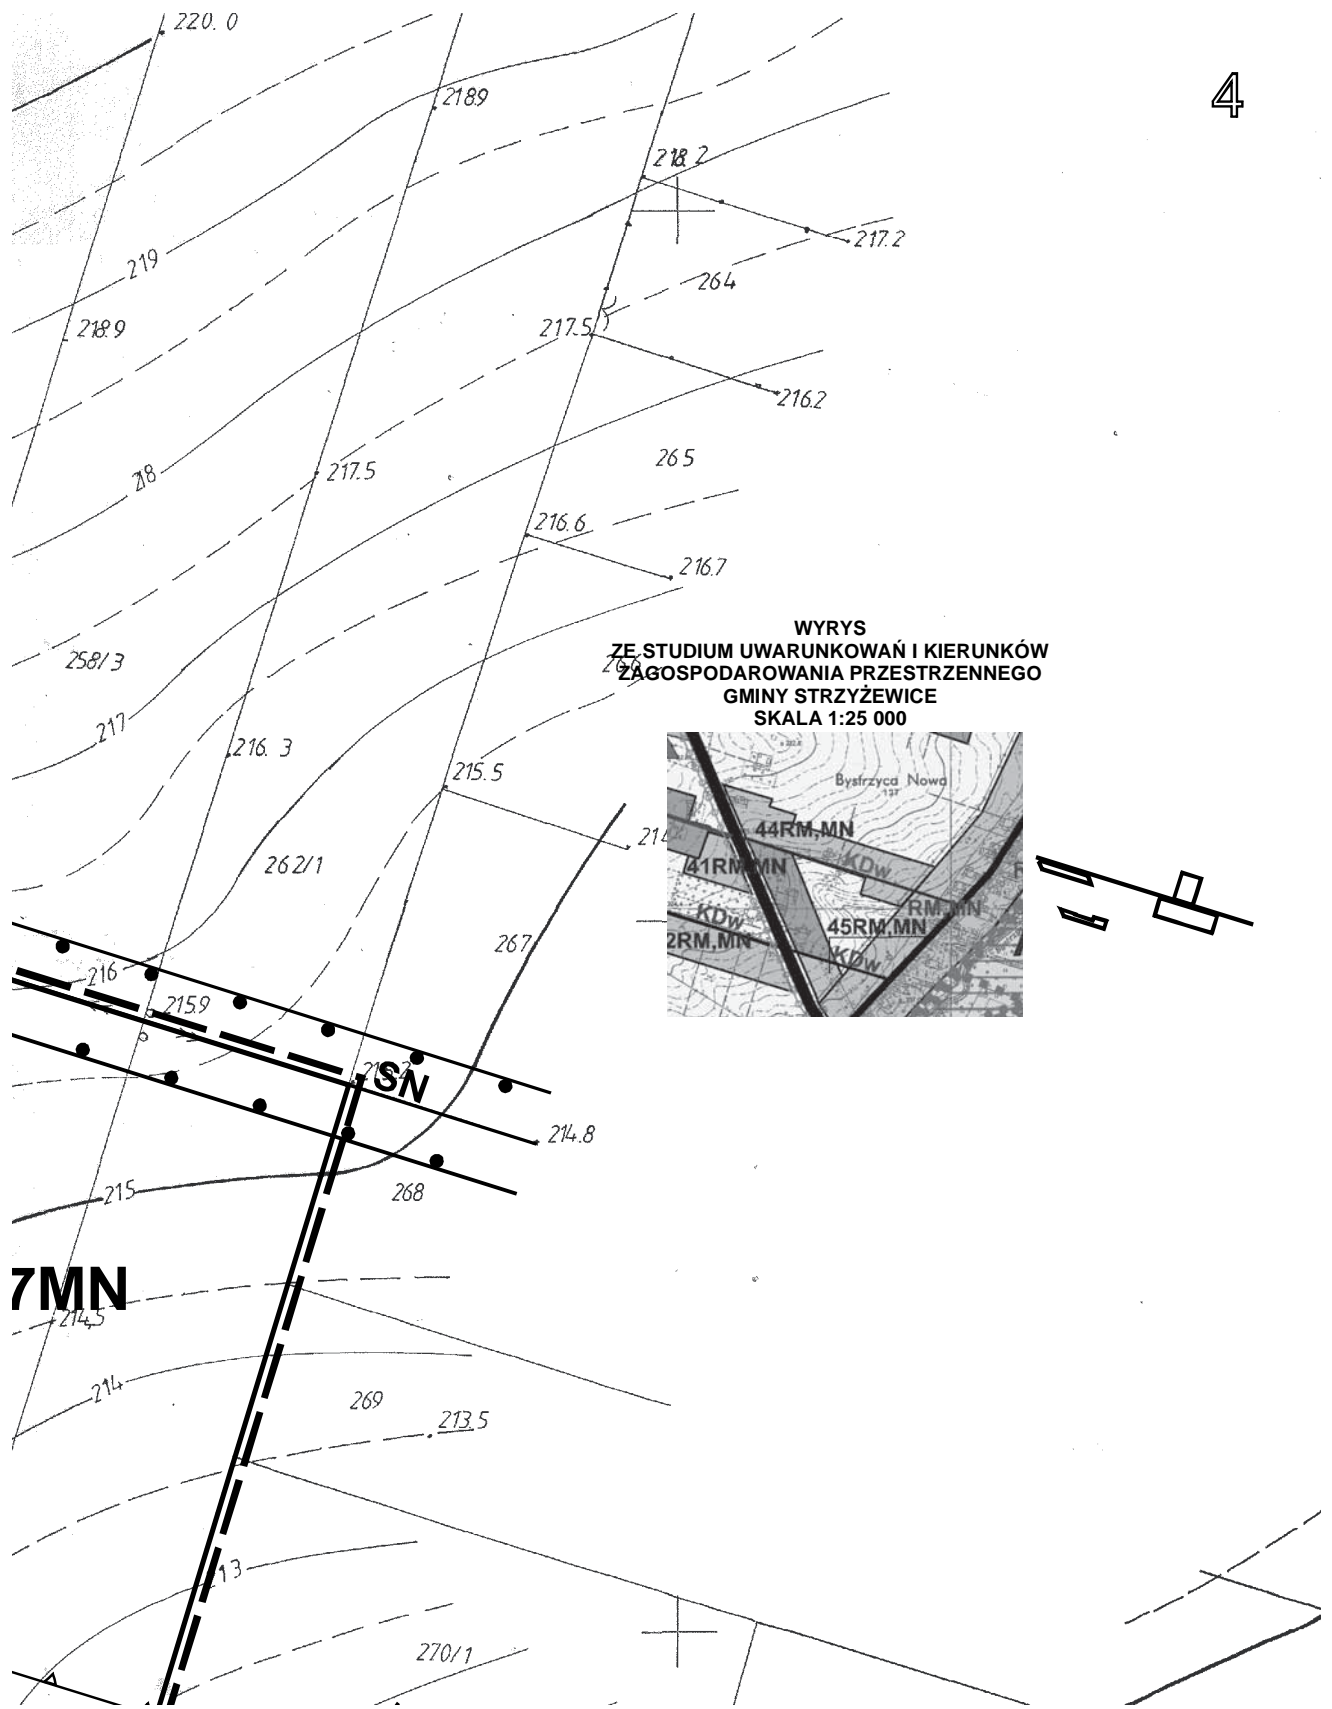 220.0
4
218.9
218.2
217.2
219
264
218.9
217.5
216.2
265
218
217.5
216.6
216.7
WYRYS
ZE STUDIUM UWARUNKOWAŃ I KIERUNKÓW
ZAGOSPODAROWANIA PRZESTRZENNEGO
GMINY STRZYŻEWICE
SKALA 1:25 000
258/3
266
217
216.3
215.5
Bystrzyca Nowa
44RM,MN
214
262/1
41RM,MN
KDw
RM,MN
KDw
45RM,MN
2RM,MN
KDw
267
216
215.9
SN
214.8
215
268
7MN
214,5
214
269
213.5
13
270/1